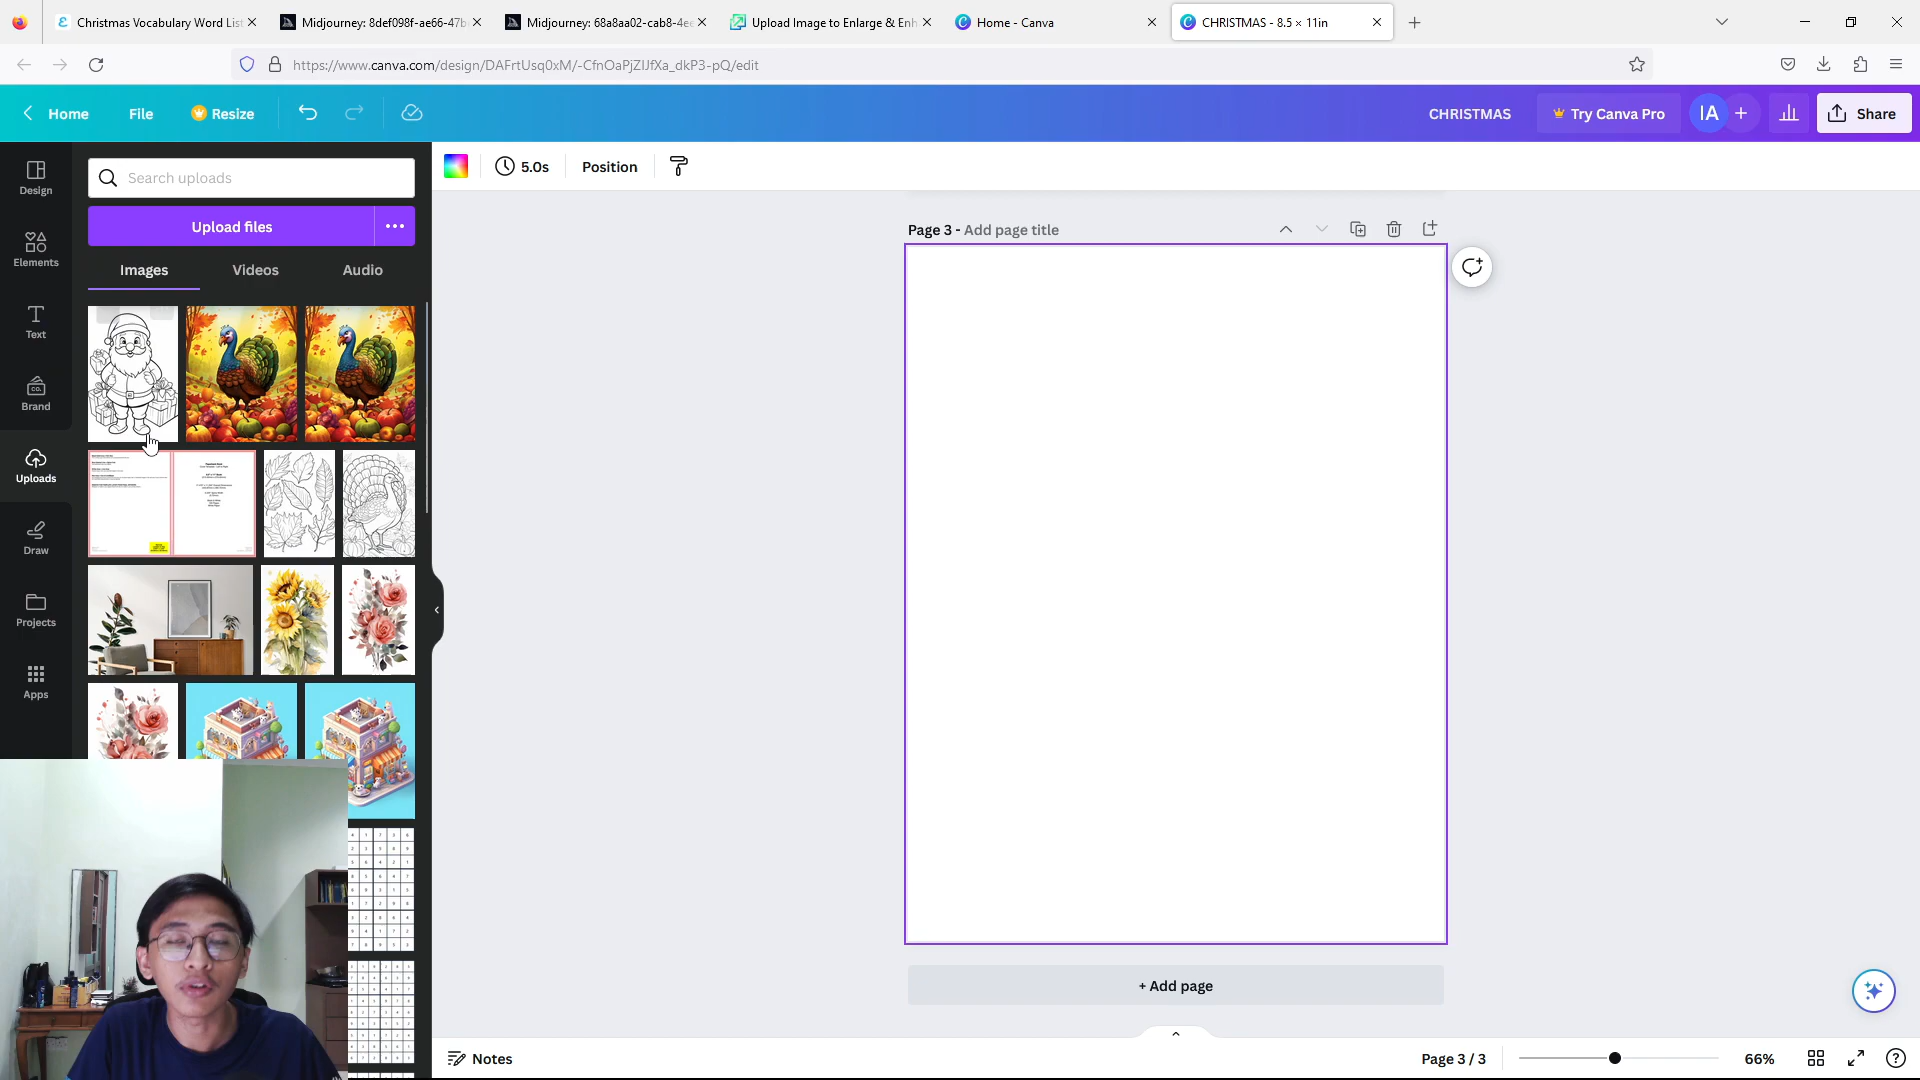 Christmas Vocabulary Word List
Midjourney: 8def098f-ae66-47b
Midjourney: 68a8aa02-cab8-4ee
Upload Image to Enlarge & Enh
Home - Canva
CHRISTMAS - 8.5 × 11in
https://www.canva.com/design/DAFrtUsq0xM/-CfnOaPjZIJfXa_dkP3-pQ/edit
Home
File
Resize
CHRISTMAS
Try Canva Pro
IA
Share
Design
Elements
Text
Brand
Uploads
Draw
Projects
Apps
Search uploads
Upload files
Images
Videos
Audio
5.0s
Position
Page 3 - Add page title
+ Add page
Notes
Page 3 / 3
66%